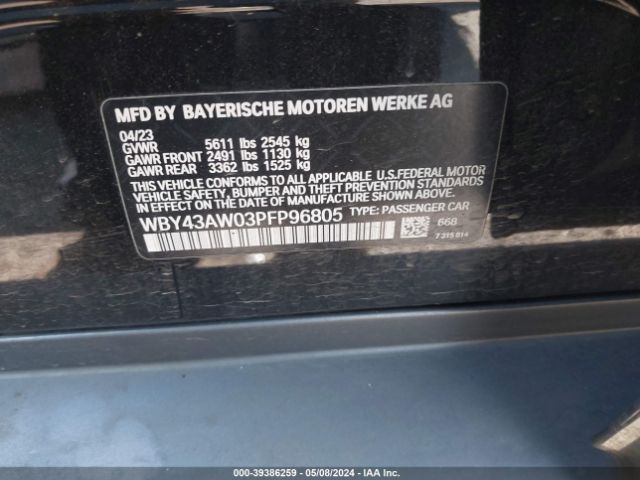 MFD BY BAYERISCHE MOTOREN WERKE AG
04/23
GVWR 5611 lbs 2545 kg
GAWR FRONT 2491 lbs 1130 kg
GAWR REAR 3362 lbs 1525 kg
THIS VEHICLE CONFORMS TO ALL APPLICABLE U.S.FEDERAL MOTOR
VEHICLE SAFETY, BUMPER AND THEFT PREVENTION STANDARDS
IN EFFECT ON THE DATE OF MANUFACTURE SHOWN ABOVE.
WBY43AW03PFP96805 TYPE: PASSENGER CAR
668
7 315 014
000-39386259 — 05/08/2024 — IAA Inc.